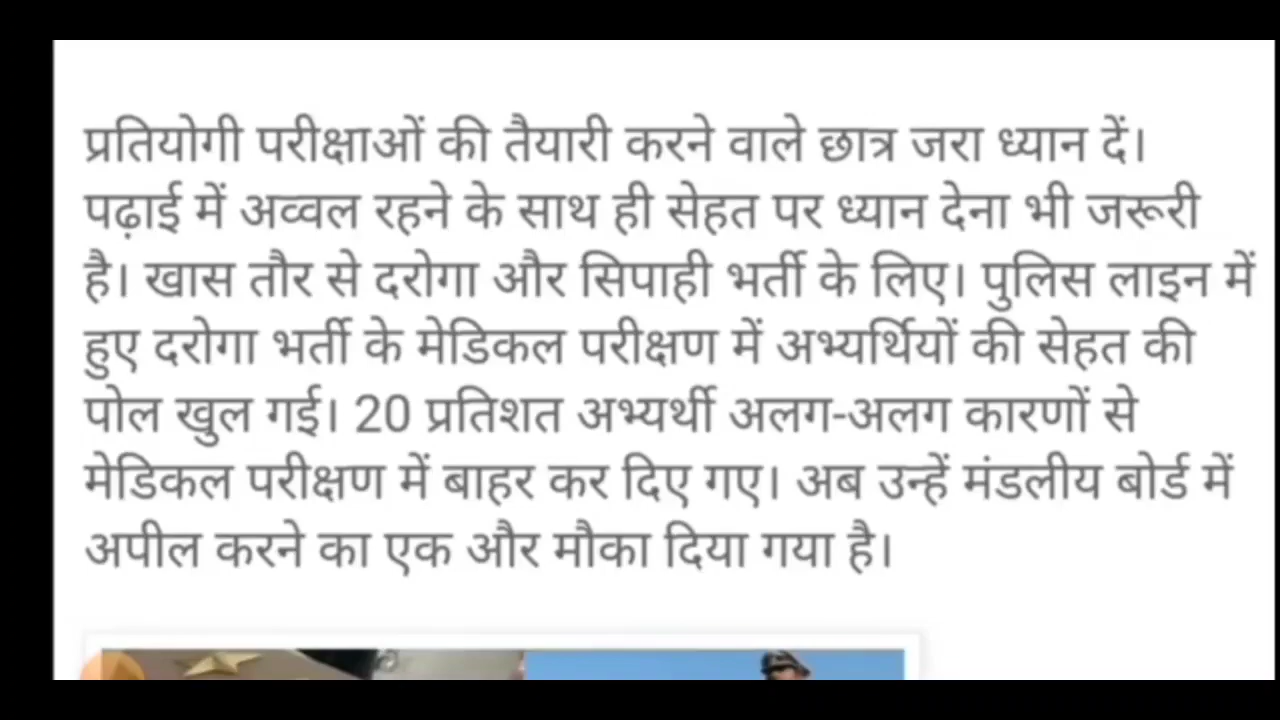 प्रतियोगी परीक्षाओं की तैयारी करने वाले छात्र जरा ध्यान दें।
पढ़ाई में अव्वल रहने के साथ ही सेहत पर ध्यान देना भी जरूरी
है। खास तौर से दरोगा और सिपाही भर्ती के लिए। पुलिस लाइन में
हुए दरोगा भर्ती के मेडिकल परीक्षण में अभ्यर्थियों की सेहत की
पोल खुल गई। 20 प्रतिशत अभ्यर्थी अलग-अलग कारणों से
मेडिकल परीक्षण में बाहर कर दिए गए। अब उन्हें मंडलीय बोर्ड में
अपील करने का एक और मौका दिया गया है।